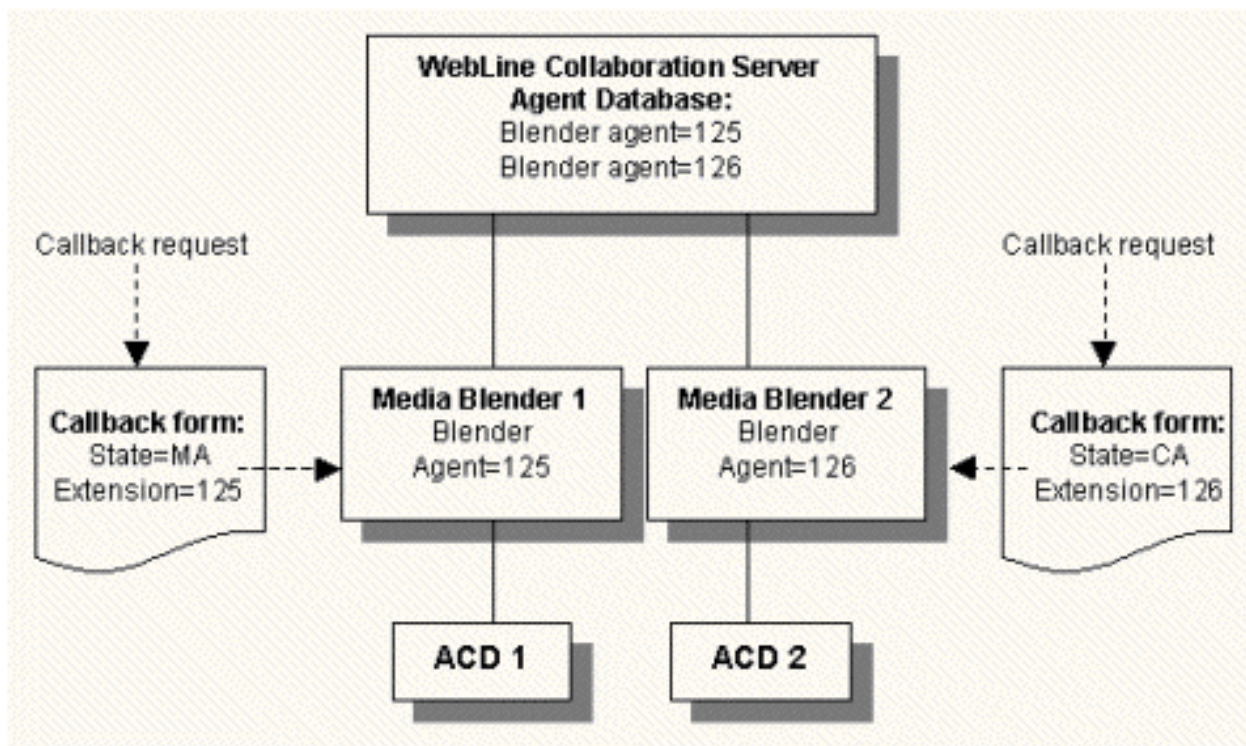 WebLine Collaboration Server
Agent Database:
Blender agent=125
Blender agent=126
Callback request
Callback request
Callback form:
State=MA
Extension=125
Media Blender 1
Blender
Agent=125
Media Blender 2
Blender
Agent=126
Callback form:
State=CA
Extension=126
ACD 1
ACD 2